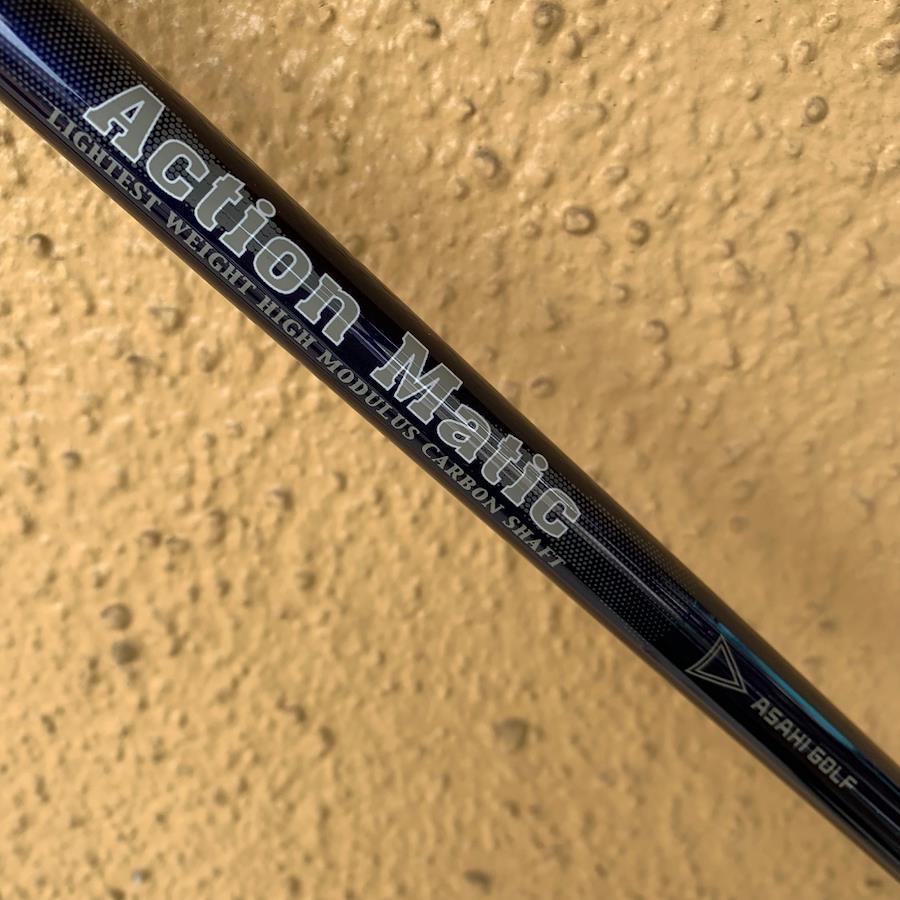 Action Matic
LIGHTEST WEIGHT HIGH MODULUS CARBON SHAFT
ASAHI GOLF